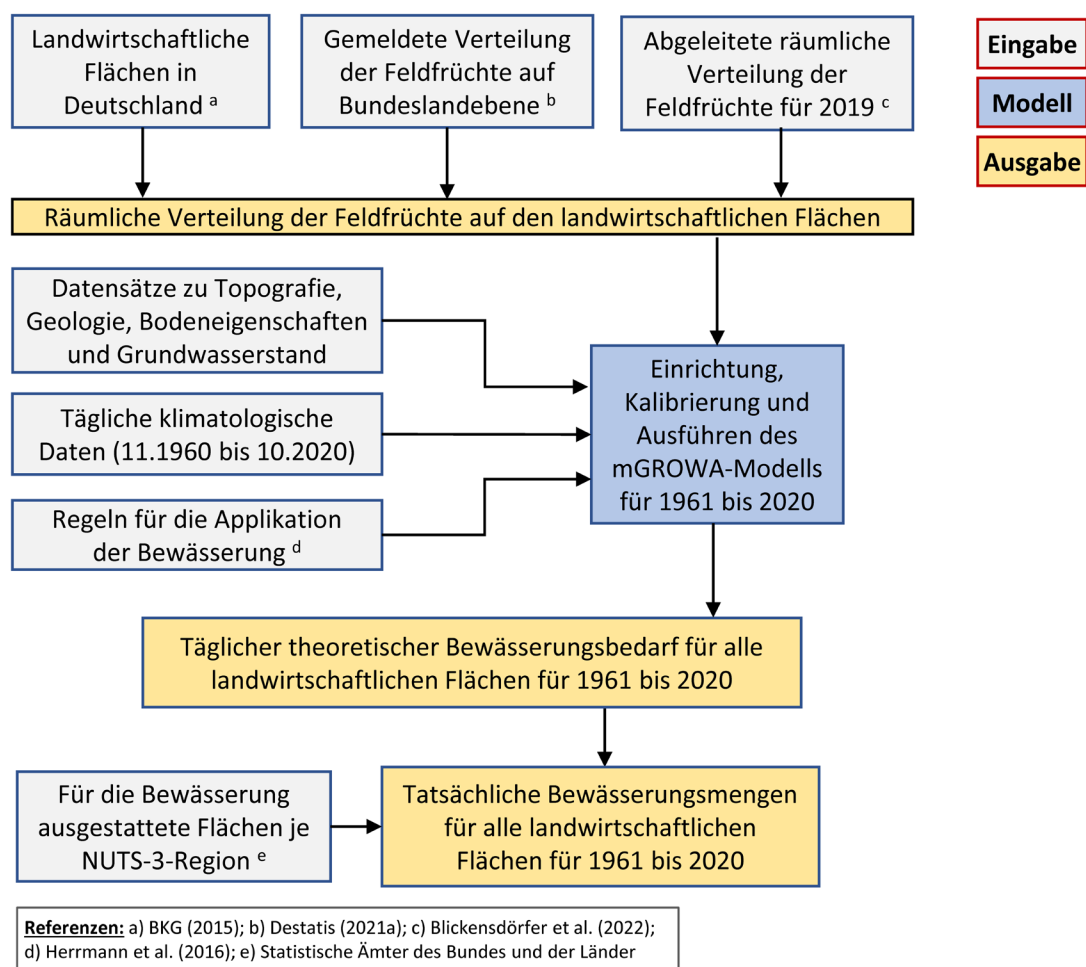 Landwirtschaftliche
Flächen in
Deutschland ᵃ
Gemeldete Verteilung
der Feldfrüchte auf
Bundeslandebene ᵇ
Abgeleitete räumliche
Verteilung der
Feldfrüchte für 2019 ᶜ
Eingabe
Modell
Ausgabe
Räumliche Verteilung der Feldfrüchte auf den landwirtschaftlichen Flächen
Datensätze zu Topografie,
Geologie, Bodeneigenschaften
und Grundwasserstand
Tägliche klimatologische
Daten (11.1960 bis 10.2020)
Regeln für die Applikation
der Bewässerung ᵈ
Einrichtung,
Kalibrierung und
Ausführen des
mGROWA-Modells
für 1961 bis 2020
Täglicher theoretischer Bewässerungsbedarf für alle
landwirtschaftlichen Flächen für 1961 bis 2020
Für die Bewässerung
ausgestattete Flächen je
NUTS-3-Region ᵉ
Tatsächliche Bewässerungsmengen
für alle landwirtschaftlichen
Flächen für 1961 bis 2020
Referenzen: a) BKG (2015); b) Destatis (2021a); c) Blickensdörfer et al. (2022);
d) Herrmann et al. (2016); e) Statistische Ämter des Bundes und der Länder